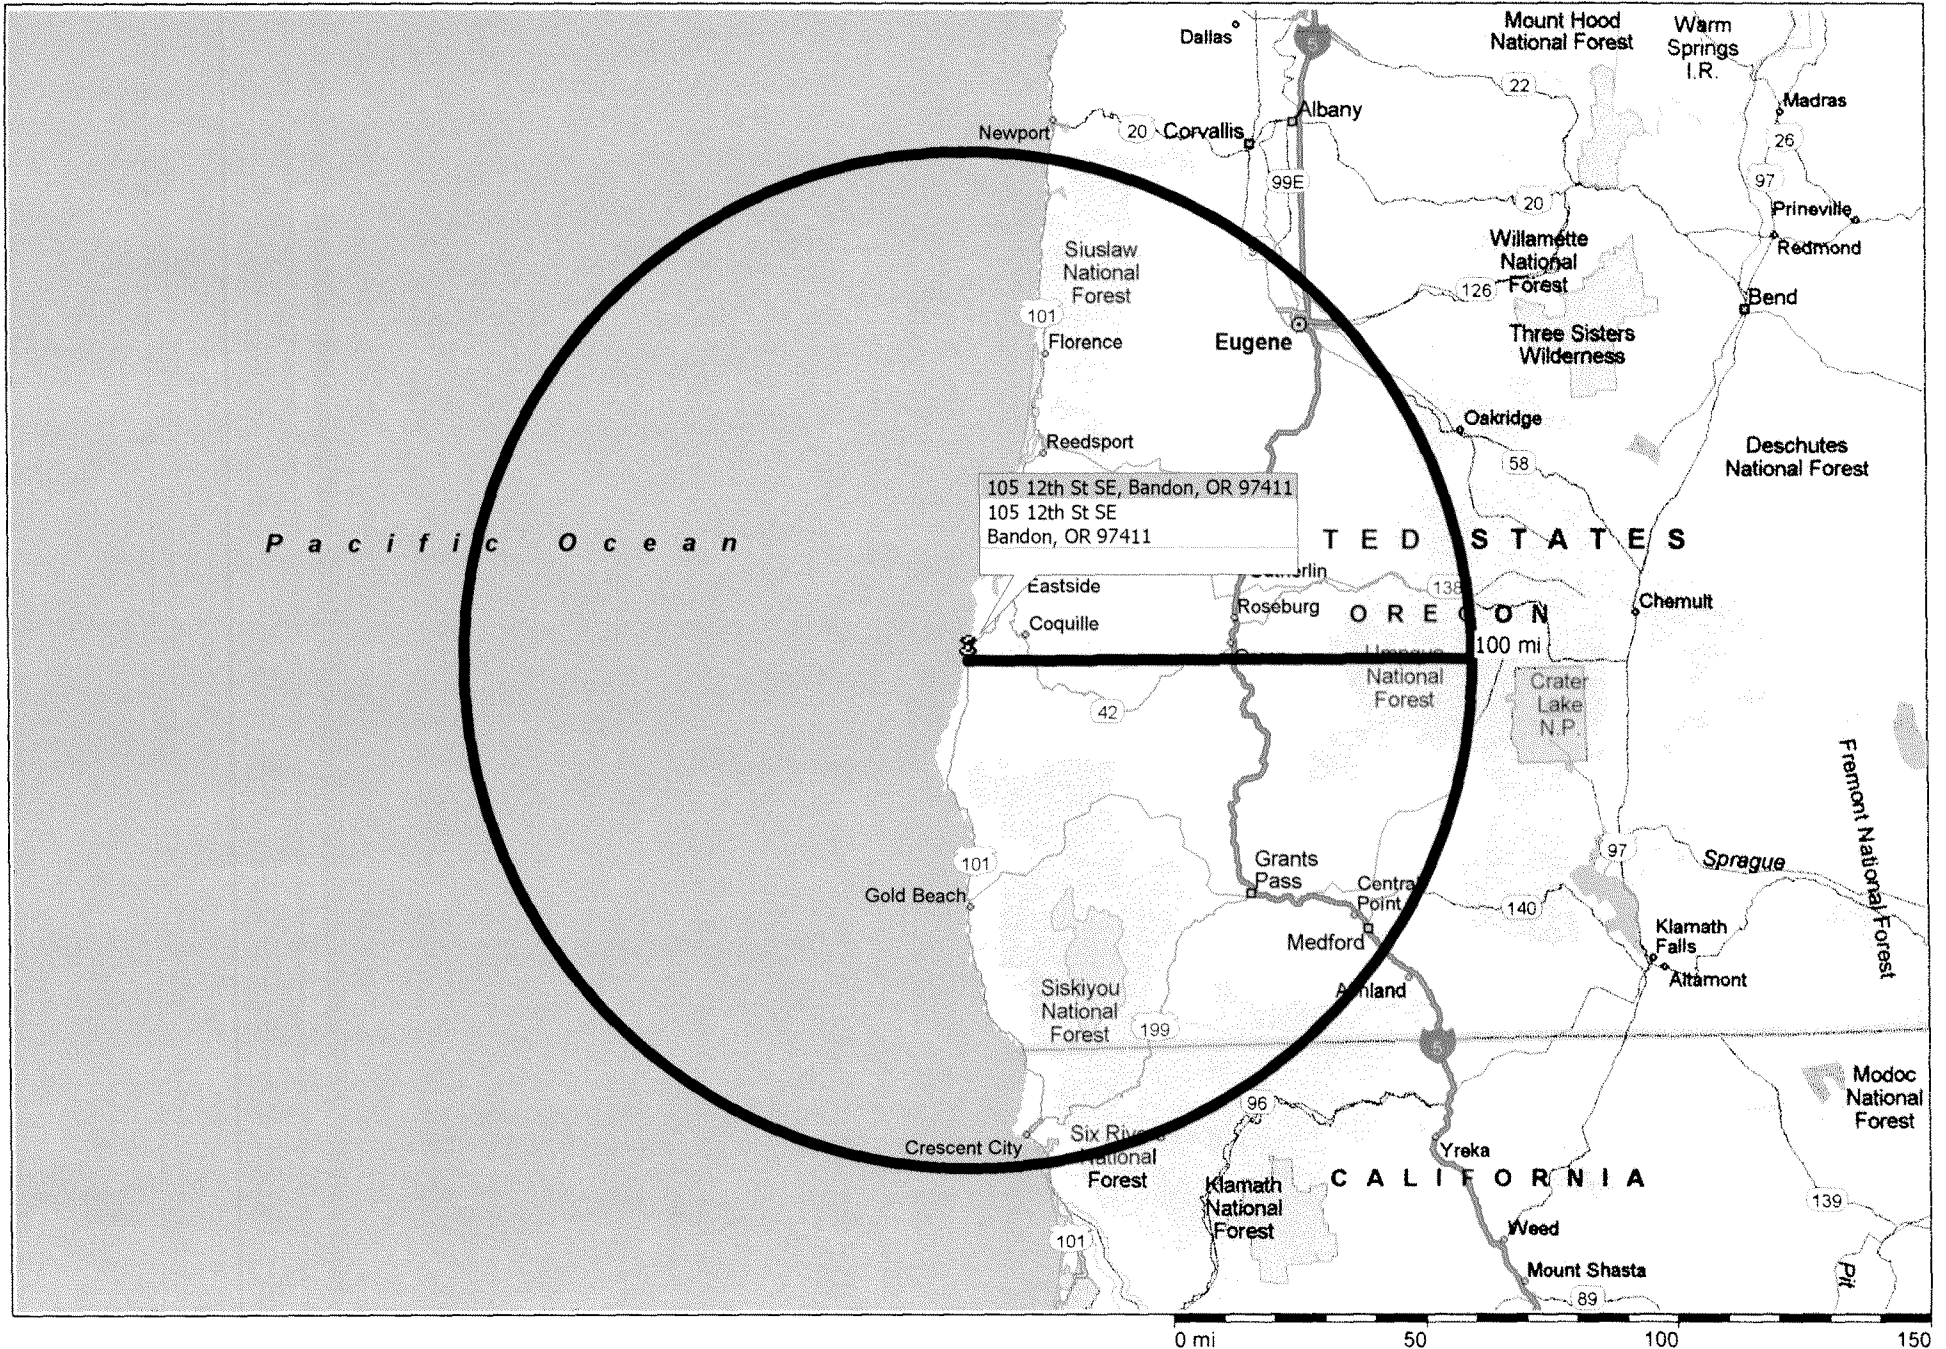 Mount Hood
National Forest
Warm
Springs
I.R.
Dallas
5
22
Madras
Albany
Newport
20
Corvallis
26
99E
97
20
Prineville
Redmond
Willamette
National
Forest
Siuslaw
National
Forest
126
Bend
101
Florence
Eugene
Three Sisters
Wilderness
Oakridge
Reedsport
58
Deschutes
National Forest
105 12th St SE, Bandon, OR 97411
105 12th St SE
Bandon, OR 97411
Pacific Ocean
TED STATES
Eastside
138
Chemult
Roseburg
OREGON
Coquille
100 mi
National
Forest
Crater
Lake
N.P.
42
Fremont National Forest
97
Sprague
101
Grants
Pass
Central
Point
Gold Beach
140
Medford
Klamath
Falls
Altamont
Ashland
Siskiyou
National
Forest
199
5
Modoc
National
Forest
96
Crescent City
Six Rivers
National
Forest
Yreka
CALIFORNIA
Klamath
National
Forest
139
Weed
101
Mount Shasta
Pit
89
0 mi 50 100 150